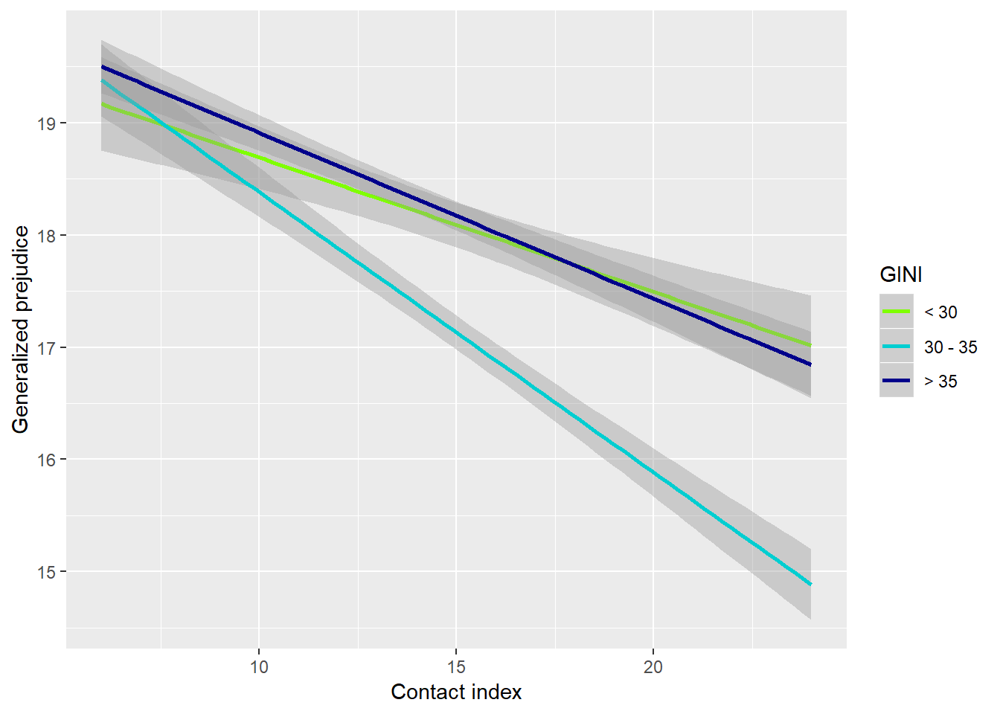 19
18
17
16
15
10
15
20
Contact index
Generalized prejudice
GINI
< 30
30 - 35
> 35